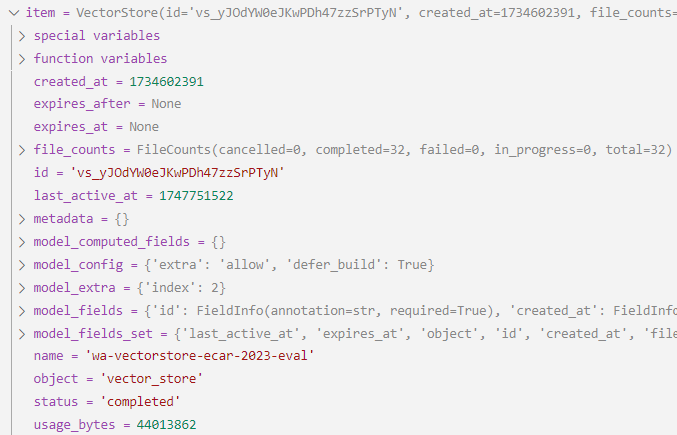 item = VectorStore(id='vs_yJOdYW0eJKwPDh47zzSrPTyN', created_at=1734602391, file_counts=
special variables
function variables
created_at = 1734602391
expires_after = None
expires_at = None
file_counts = FileCounts(cancelled=0, completed=32, failed=0, in_progress=0, total=32)
id = 'vs_yJOdYW0eJKwPDh47zzSrPTyN'
last_active_at = 1747751522
metadata = {}
model_computed_fields = {}
model_config = {'extra': 'allow', 'defer_build': True}
model_extra = {'index': 2}
model_fields = {'id': FieldInfo(annotation=str, required=True), 'created_at': FieldInfo
model_fields_set = {'last_active_at', 'expires_at', 'object', 'id', 'created_at', 'file
name = 'wa-vectorstore-ecar-2023-eval'
object = 'vector_store'
status = 'completed'
usage_bytes = 44013862